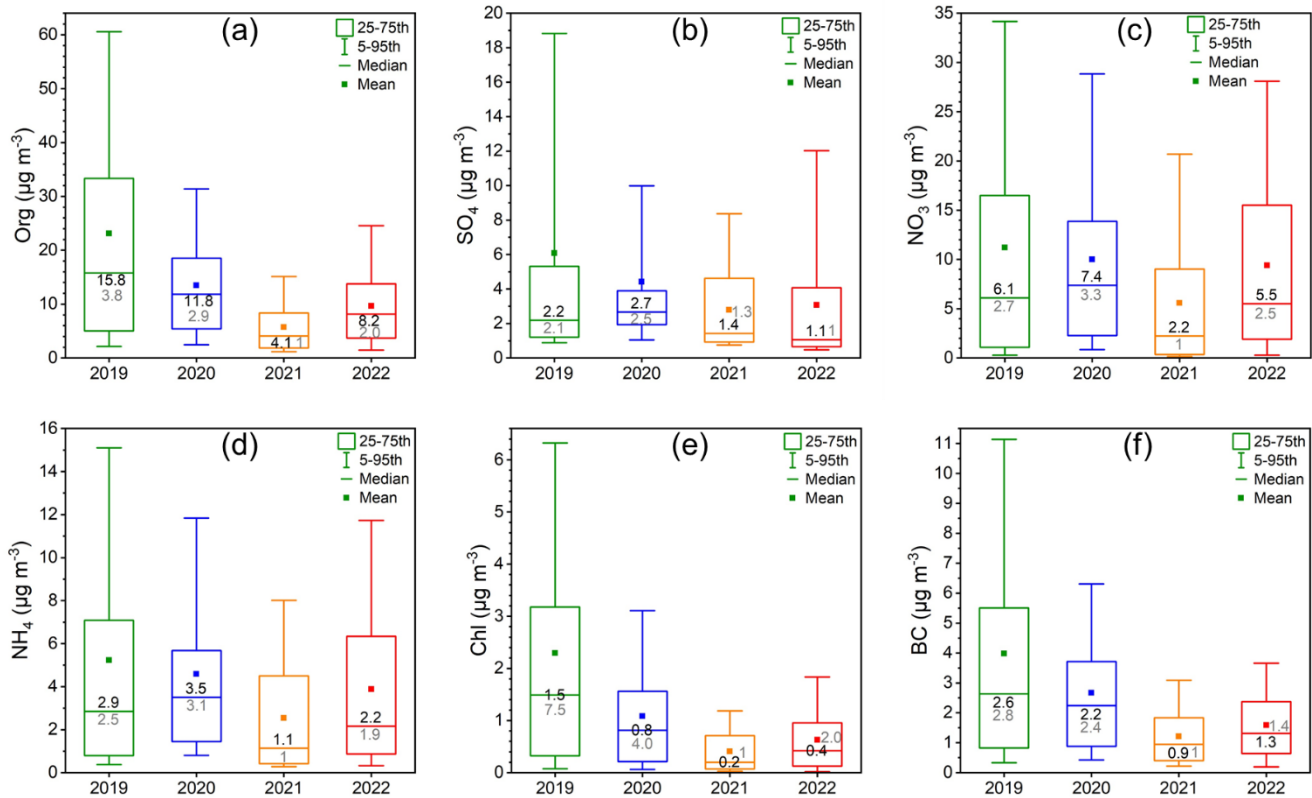 (a)
25-75th
5-95th
Median
Mean
Org (µg m⁻³)
60
50
40
30
20
10
0
15.8
3.8
11.8
2.9
4.1 1
8.2
2.0
2019 2020 2021 2022
(b)
25-75th
5-95th
Median
Mean
SO₄ (µg m⁻³)
20
18
16
14
12
10
8
6
4
2
0
2.2
2.1
2.7
2.5
1.3
1.4
1.1 1
2019 2020 2021 2022
(c)
25-75th
5-95th
Median
Mean
NO₃ (µg m⁻³)
35
30
25
20
15
10
5
0
6.1
2.7
7.4
3.3
2.2
1
5.5
2.5
2019 2020 2021 2022
(d)
25-75th
5-95th
Median
Mean
NH₄ (µg m⁻³)
16
14
12
10
8
6
4
2
0
2.9
2.5
3.5
3.1
1.1
1
2.2
1.9
2019 2020 2021 2022
(e)
25-75th
5-95th
Median
Mean
Chl (µg m⁻³)
6
5
4
3
2
1
0
1.5
7.5
0.8
4.0
1
0.2
2.0
0.4
2019 2020 2021 2022
(f)
25-75th
5-95th
Median
Mean
BC (µg m⁻³)
11
10
9
8
7
6
5
4
3
2
1
0
2.6
2.8
2.2
2.4
0.9 1
1.4
1.3
2019 2020 2021 2022